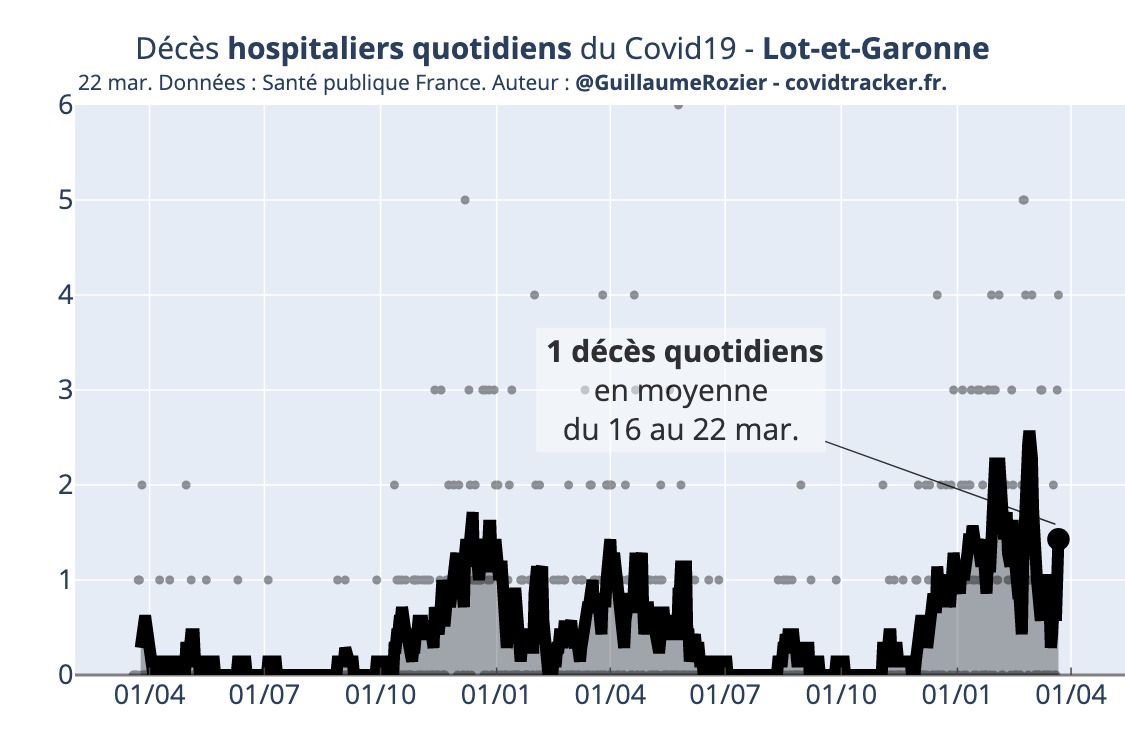 Décès hospitaliers quotidiens du Covid19 - Lot-et-Garonne
22 mar. Données : Santé publique France. Auteur : @GuillaumeRozier - covidtracker.fr.
6
5
4
3
2
1
0
1 décès quotidiens
en moyenne
du 16 au 22 mar.
01/04 01/07 01/10 01/01 01/04 01/07 01/10 01/01 01/04